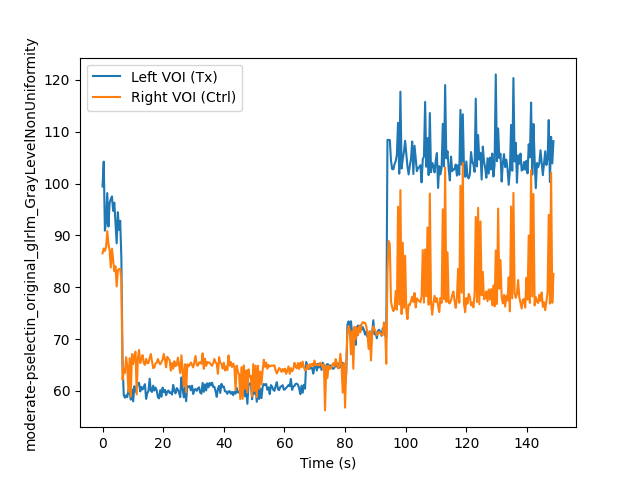 moderate-pselectin_original_glrlm_GrayLevelNonUniformity
120
110
100
90
80
70
60
Left VOI (Tx)
Right VOI (Ctrl)
0 20 40 60 80 100 120 140
Time (s)